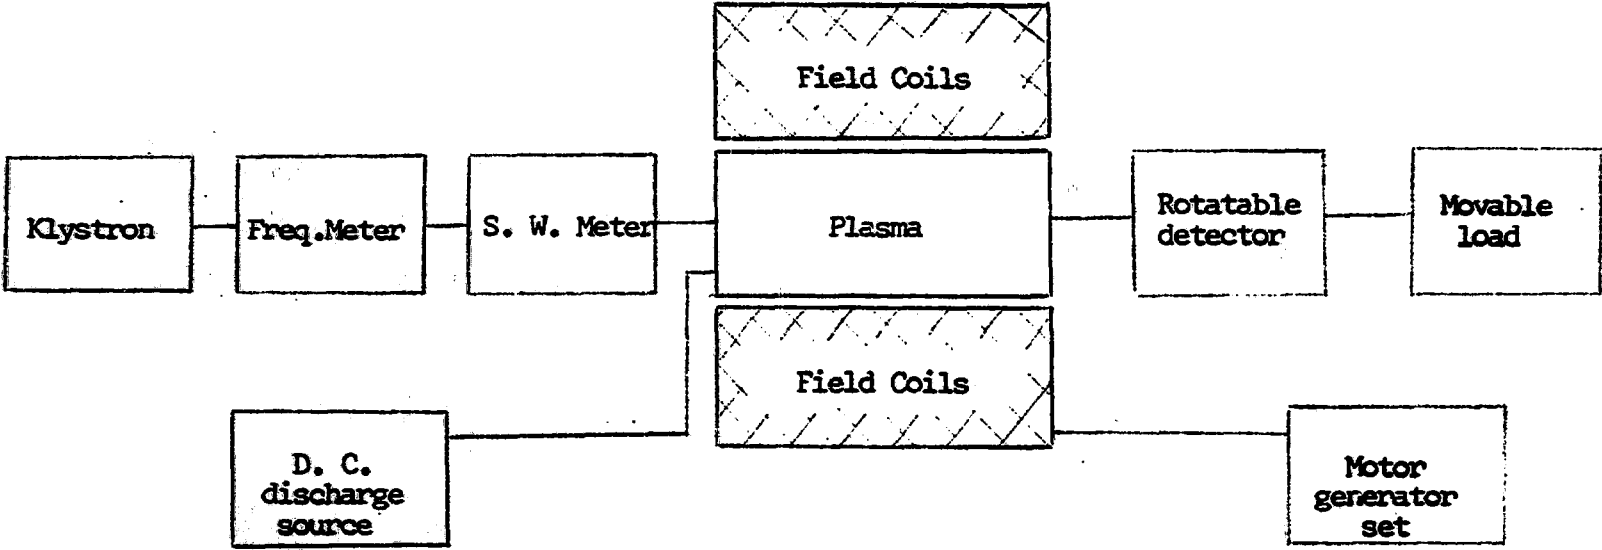 Field Coils
Klystron
Freq.Meter
S. W. Meter
Plasma
Rotatable
detector
Movable
load
Field Coils
D. C.
discharge
source
Motor
generator
set